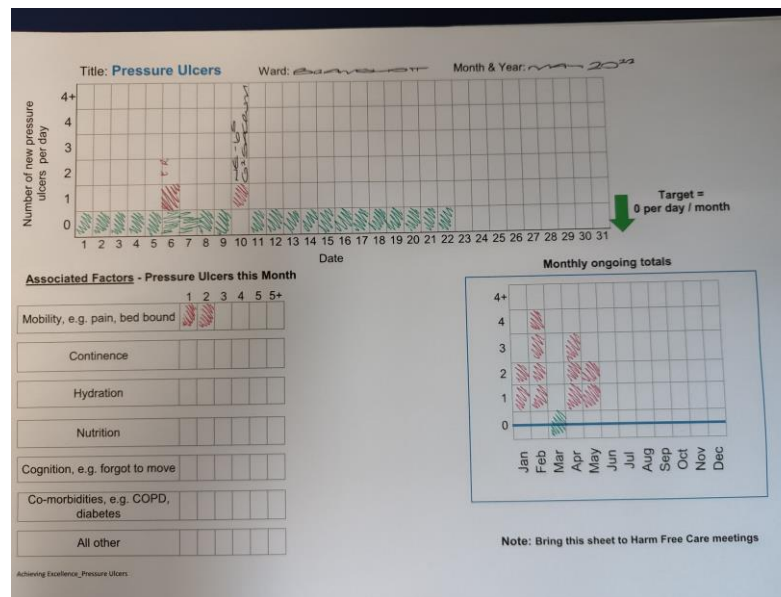 Title: Pressure Ulcers Ward: Month & Year: May 20²²
Number of new pressure
ulcers per day
4+
4
3
2
1
0
1 2 3 4 5 6 7 8 9 10 11 12 13 14 15 16 17 18 19 20 21 22 23 24 25 26 27 28 29 30 31
Date
Target =
0 per day / month
Associated Factors - Pressure Ulcers this Month
1 2 3 4 5 5+
Mobility, e.g. pain, bed bound
Continence
Hydration
Nutrition
Cognition, e.g. forgot to move
Co-morbidities, e.g. COPD,
diabetes
All other
Monthly ongoing totals
4+
4
3
2
1
0
Jan Feb Mar Apr May Jun Jul Aug Sep Oct Nov Dec
Note: Bring this sheet to Harm Free Care meetings
Achieving Excellence_Pressure Ulcers